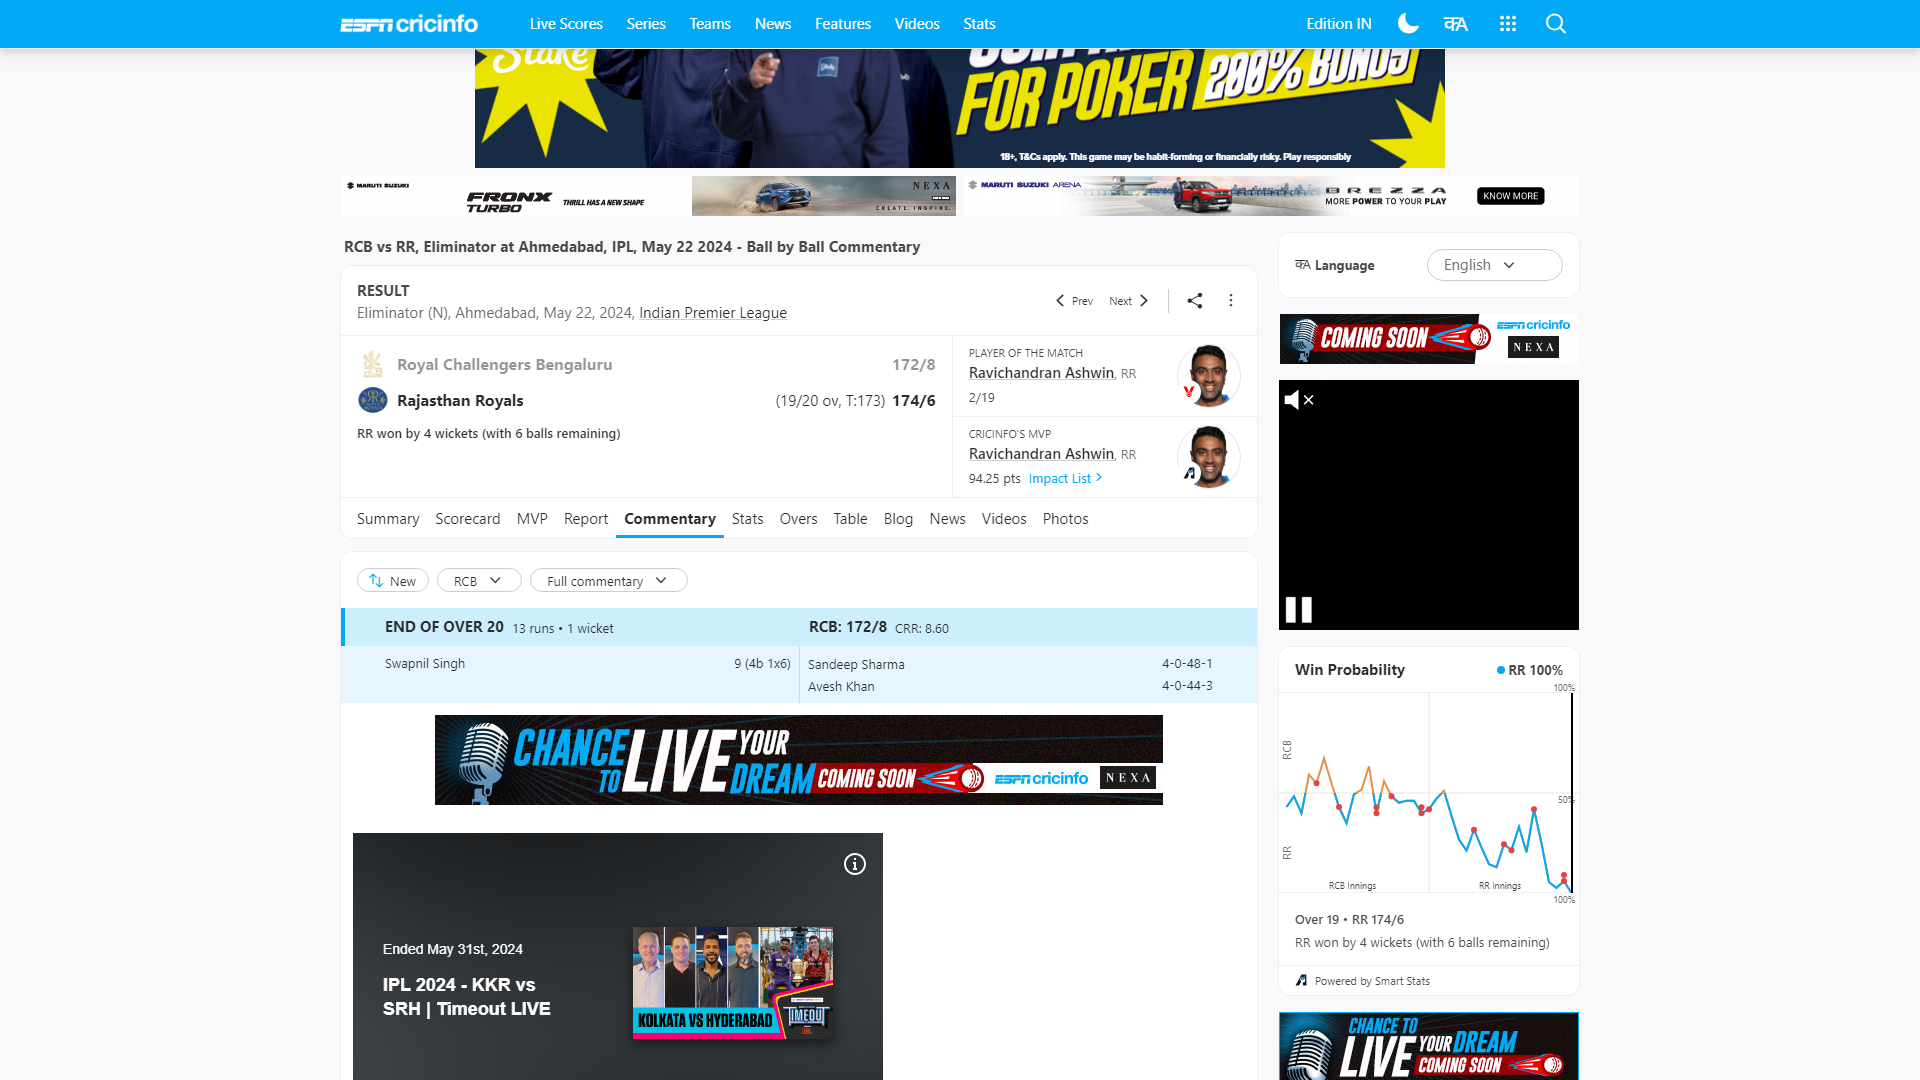 ESPN cricinfo
Live Scores Series Teams News Features Videos Stats
Edition IN
Stake
FOR POKER 200% BONUS
18+, T&Cs apply. This game may be habit-forming or financially risky. Play responsibly
MARUTI SUZUKI
FRONX TURBO
THRILL HAS A NEW SHAPE
NEXA
CREATE. INSPIRE.
MARUTI SUZUKI ARENA
BREZZA
MORE POWER TO YOUR PLAY
KNOW MORE
RCB vs RR, Eliminator at Ahmedabad, IPL, May 22 2024 - Ball by Ball Commentary
RESULT
Eliminator (N), Ahmedabad, May 22, 2024, Indian Premier League
Prev Next
Royal Challengers Bengaluru 172/8
Rajasthan Royals (19/20 ov, T:173) 174/6
RR won by 4 wickets (with 6 balls remaining)
PLAYER OF THE MATCH
Ravichandran Ashwin, RR
2/19
CRICINFO'S MVP
Ravichandran Ashwin, RR
94.25 pts Impact List
Summary Scorecard MVP Report Commentary Stats Overs Table Blog News Videos Photos
New RCB Full commentary
END OF OVER 20 13 runs • 1 wicket RCB: 172/8 CRR: 8.60
Swapnil Singh 9 (4b 1x6) Sandeep Sharma 4-0-48-1
Avesh Khan 4-0-44-3
CHANCE TO LIVE YOUR DREAM COMING SOON ESPN cricinfo NEXA
Ended May 31st, 2024
IPL 2024 - KKR vs
SRH | Timeout LIVE
KOLKATA VS HYDERABAD
TIMEOUT
क्A Language English
COMING SOON ESPN cricinfo NEXA
Win Probability RR 100%
100%
RCB
50%
RR
RCB Innings RR Innings
100%
Over 19 • RR 174/6
RR won by 4 wickets (with 6 balls remaining)
Powered by Smart Stats
CHANCE TO
LIVE YOUR DREAM
COMING SOON